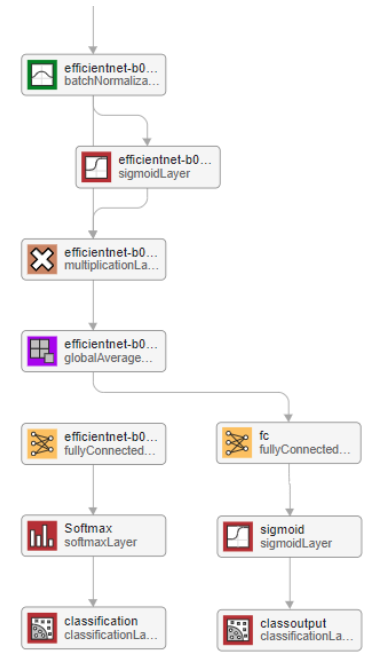 efficientnet-b0...
batchNormaliza...
efficientnet-b0...
sigmoidLayer
efficientnet-b0...
multiplicationLa...
efficientnet-b0...
globalAverage...
efficientnet-b0...
fullyConnected...
fc
fullyConnected...
Softmax
softmaxLayer
sigmoid
sigmoidLayer
classification
classificationLa...
classoutput
classificationLa...